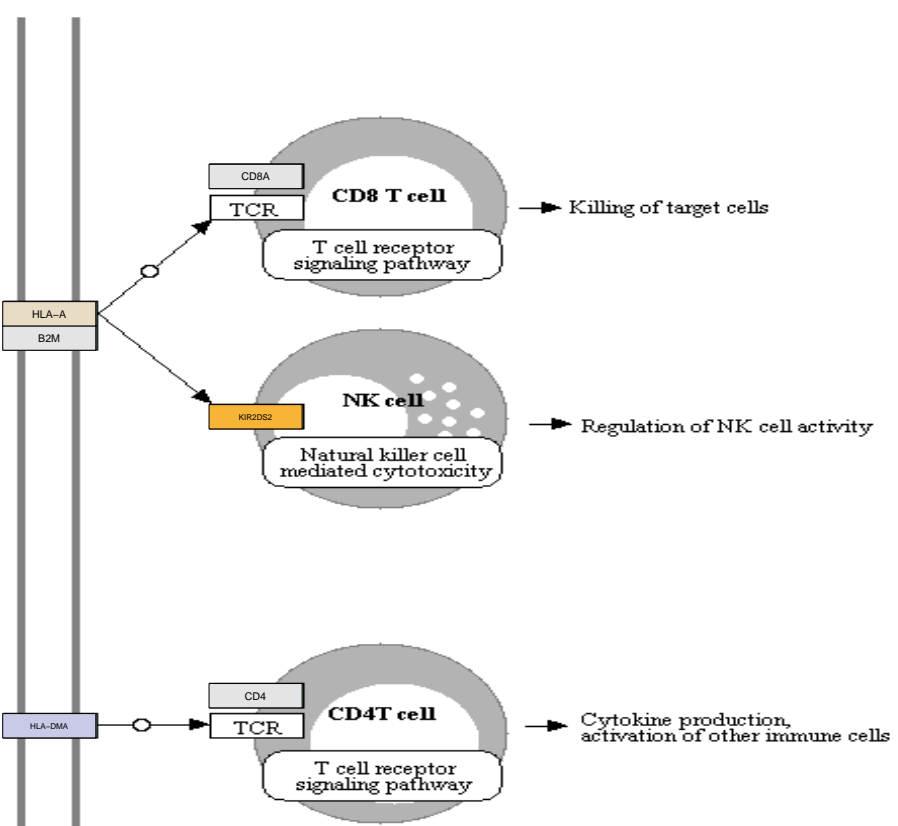 CD8A
TCR
CD8 T cell
T cell receptor
signaling pathway
Killing of target cells
HLA-A
B2M
KIR2DS2
NK cell
Natural killer cell
mediated cytotoxicity
Regulation of NK cell activity
HLA-DMA
CD4
TCR
CD4T cell
T cell receptor
signaling pathway
Cytokine production,
activation of other immune cells